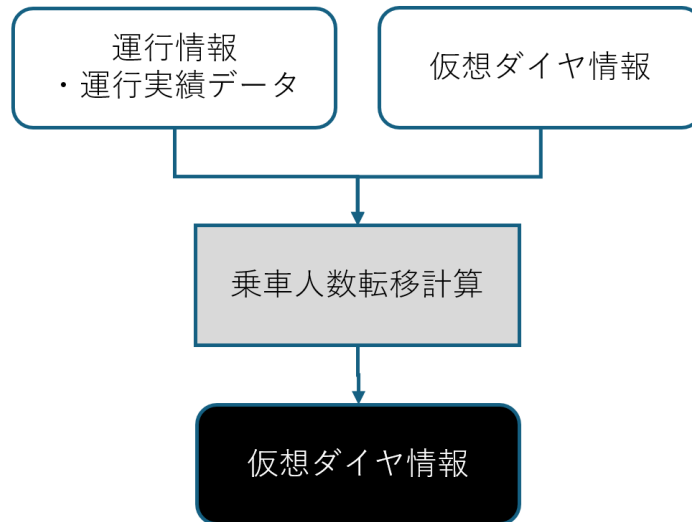 運行情報
・運行実績データ
仮想ダイヤ情報
乗車人数転移計算
仮想ダイヤ情報